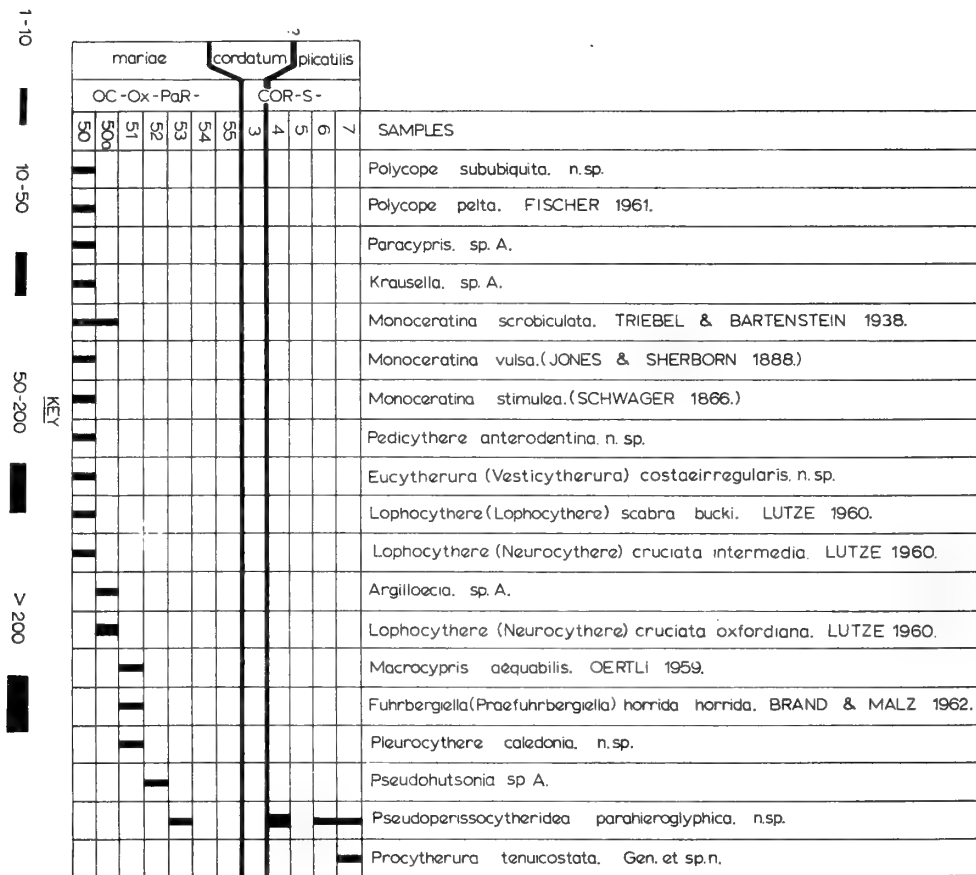 ?
mariae cordatum plicatilis
OC-Ox-PaR- COR-S-
50 50a 51 52 53 54 55 3 4 5 6 7 SAMPLES
Polycope sububiquita. n.sp.
Polycope pelta. FISCHER 1961.
Paracypris. sp. A.
Krausella. sp. A.
Monoceratina scrobiculata. TRIEBEL & BARTENSTEIN 1938.
Monoceratina vulsa.(JONES & SHERBORN 1888.)
Monoceratina stimulea.(SCHWAGER 1866.)
Pedicythere anterodentina. n. sp.
Eucytherura (Vesticytherura) costaeirregularis. n. sp.
Lophocythere (Lophocythere) scabra bucki. LUTZE 1960.
Lophocythere (Neurocythere) cruciata intermedia. LUTZE 1960.
Argilloecia. sp. A.
Lophocythere (Neurocythere) cruciata oxfordiana. LUTZE 1960.
Macrocypris aequabilis. OERTLI 1959.
Fuhrbergiella(Praefuhrbergiella) horrida horrida. BRAND & MALZ 1962.
Pleurocythere caledonia. n.sp.
Pseudohutsonia sp A.
Pseudoperissocytheridea parahieroglyphica. n.sp.
Procytherura tenuicostata. Gen. et sp.n.
KEY
1-10
10-50
50-200
> 200